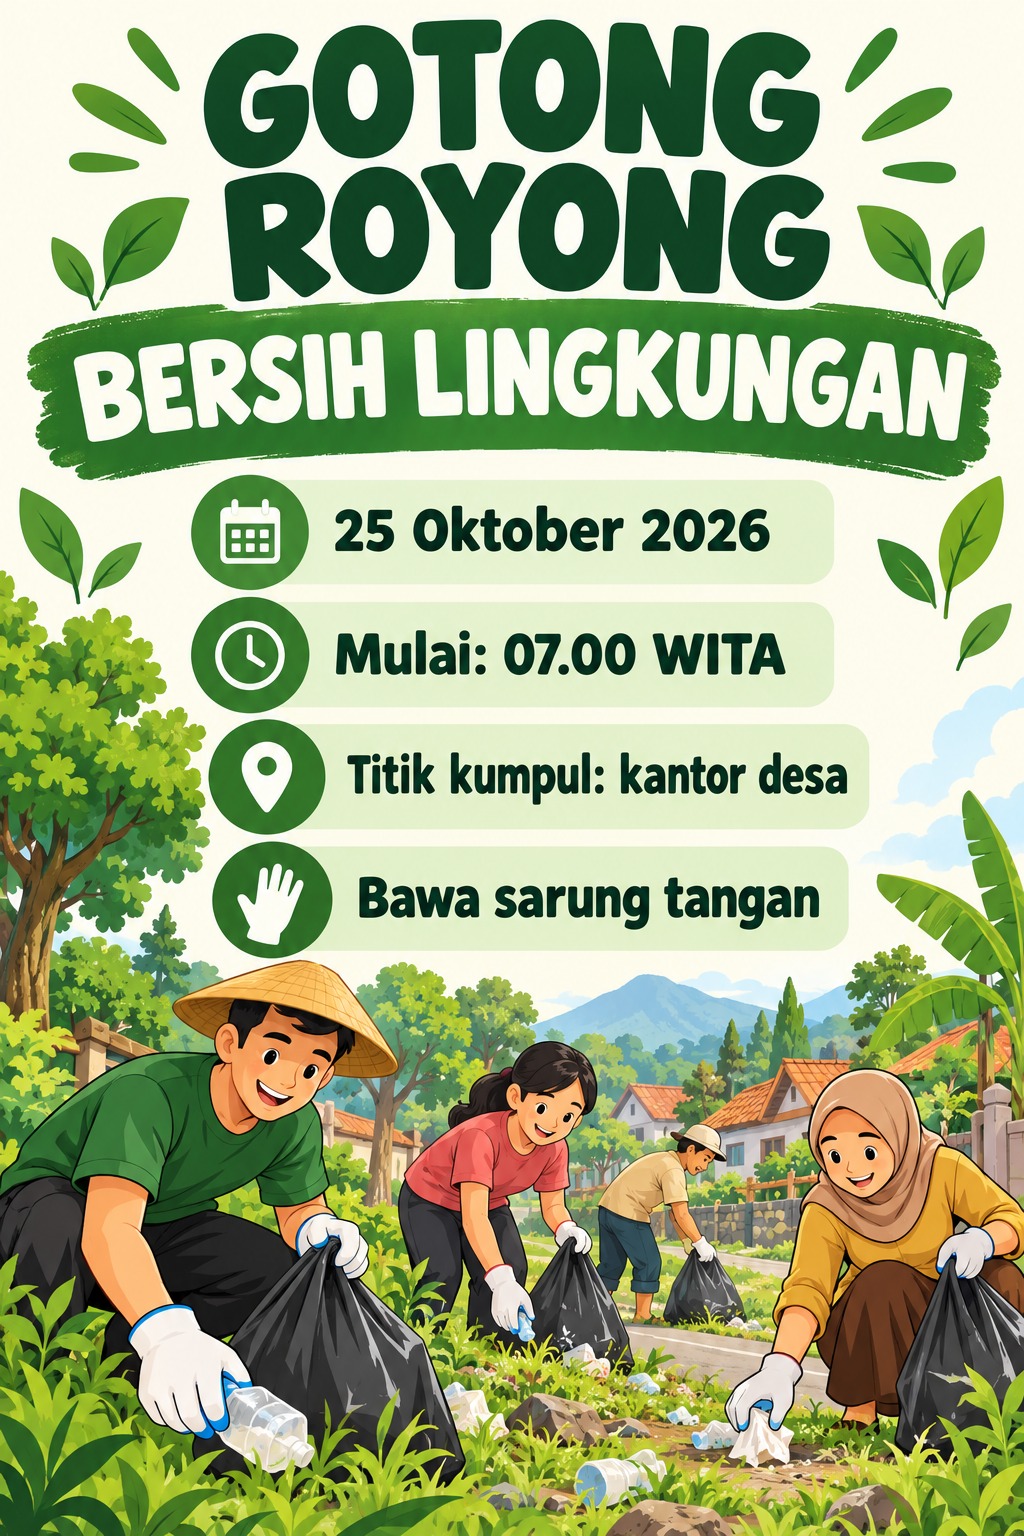 GOTONG
ROYONG
BERSIH LINGKUNGAN
25 Oktober 2026
Mulai: 07.00 WITA
Titik kumpul: kantor desa
Bawa sarung tangan